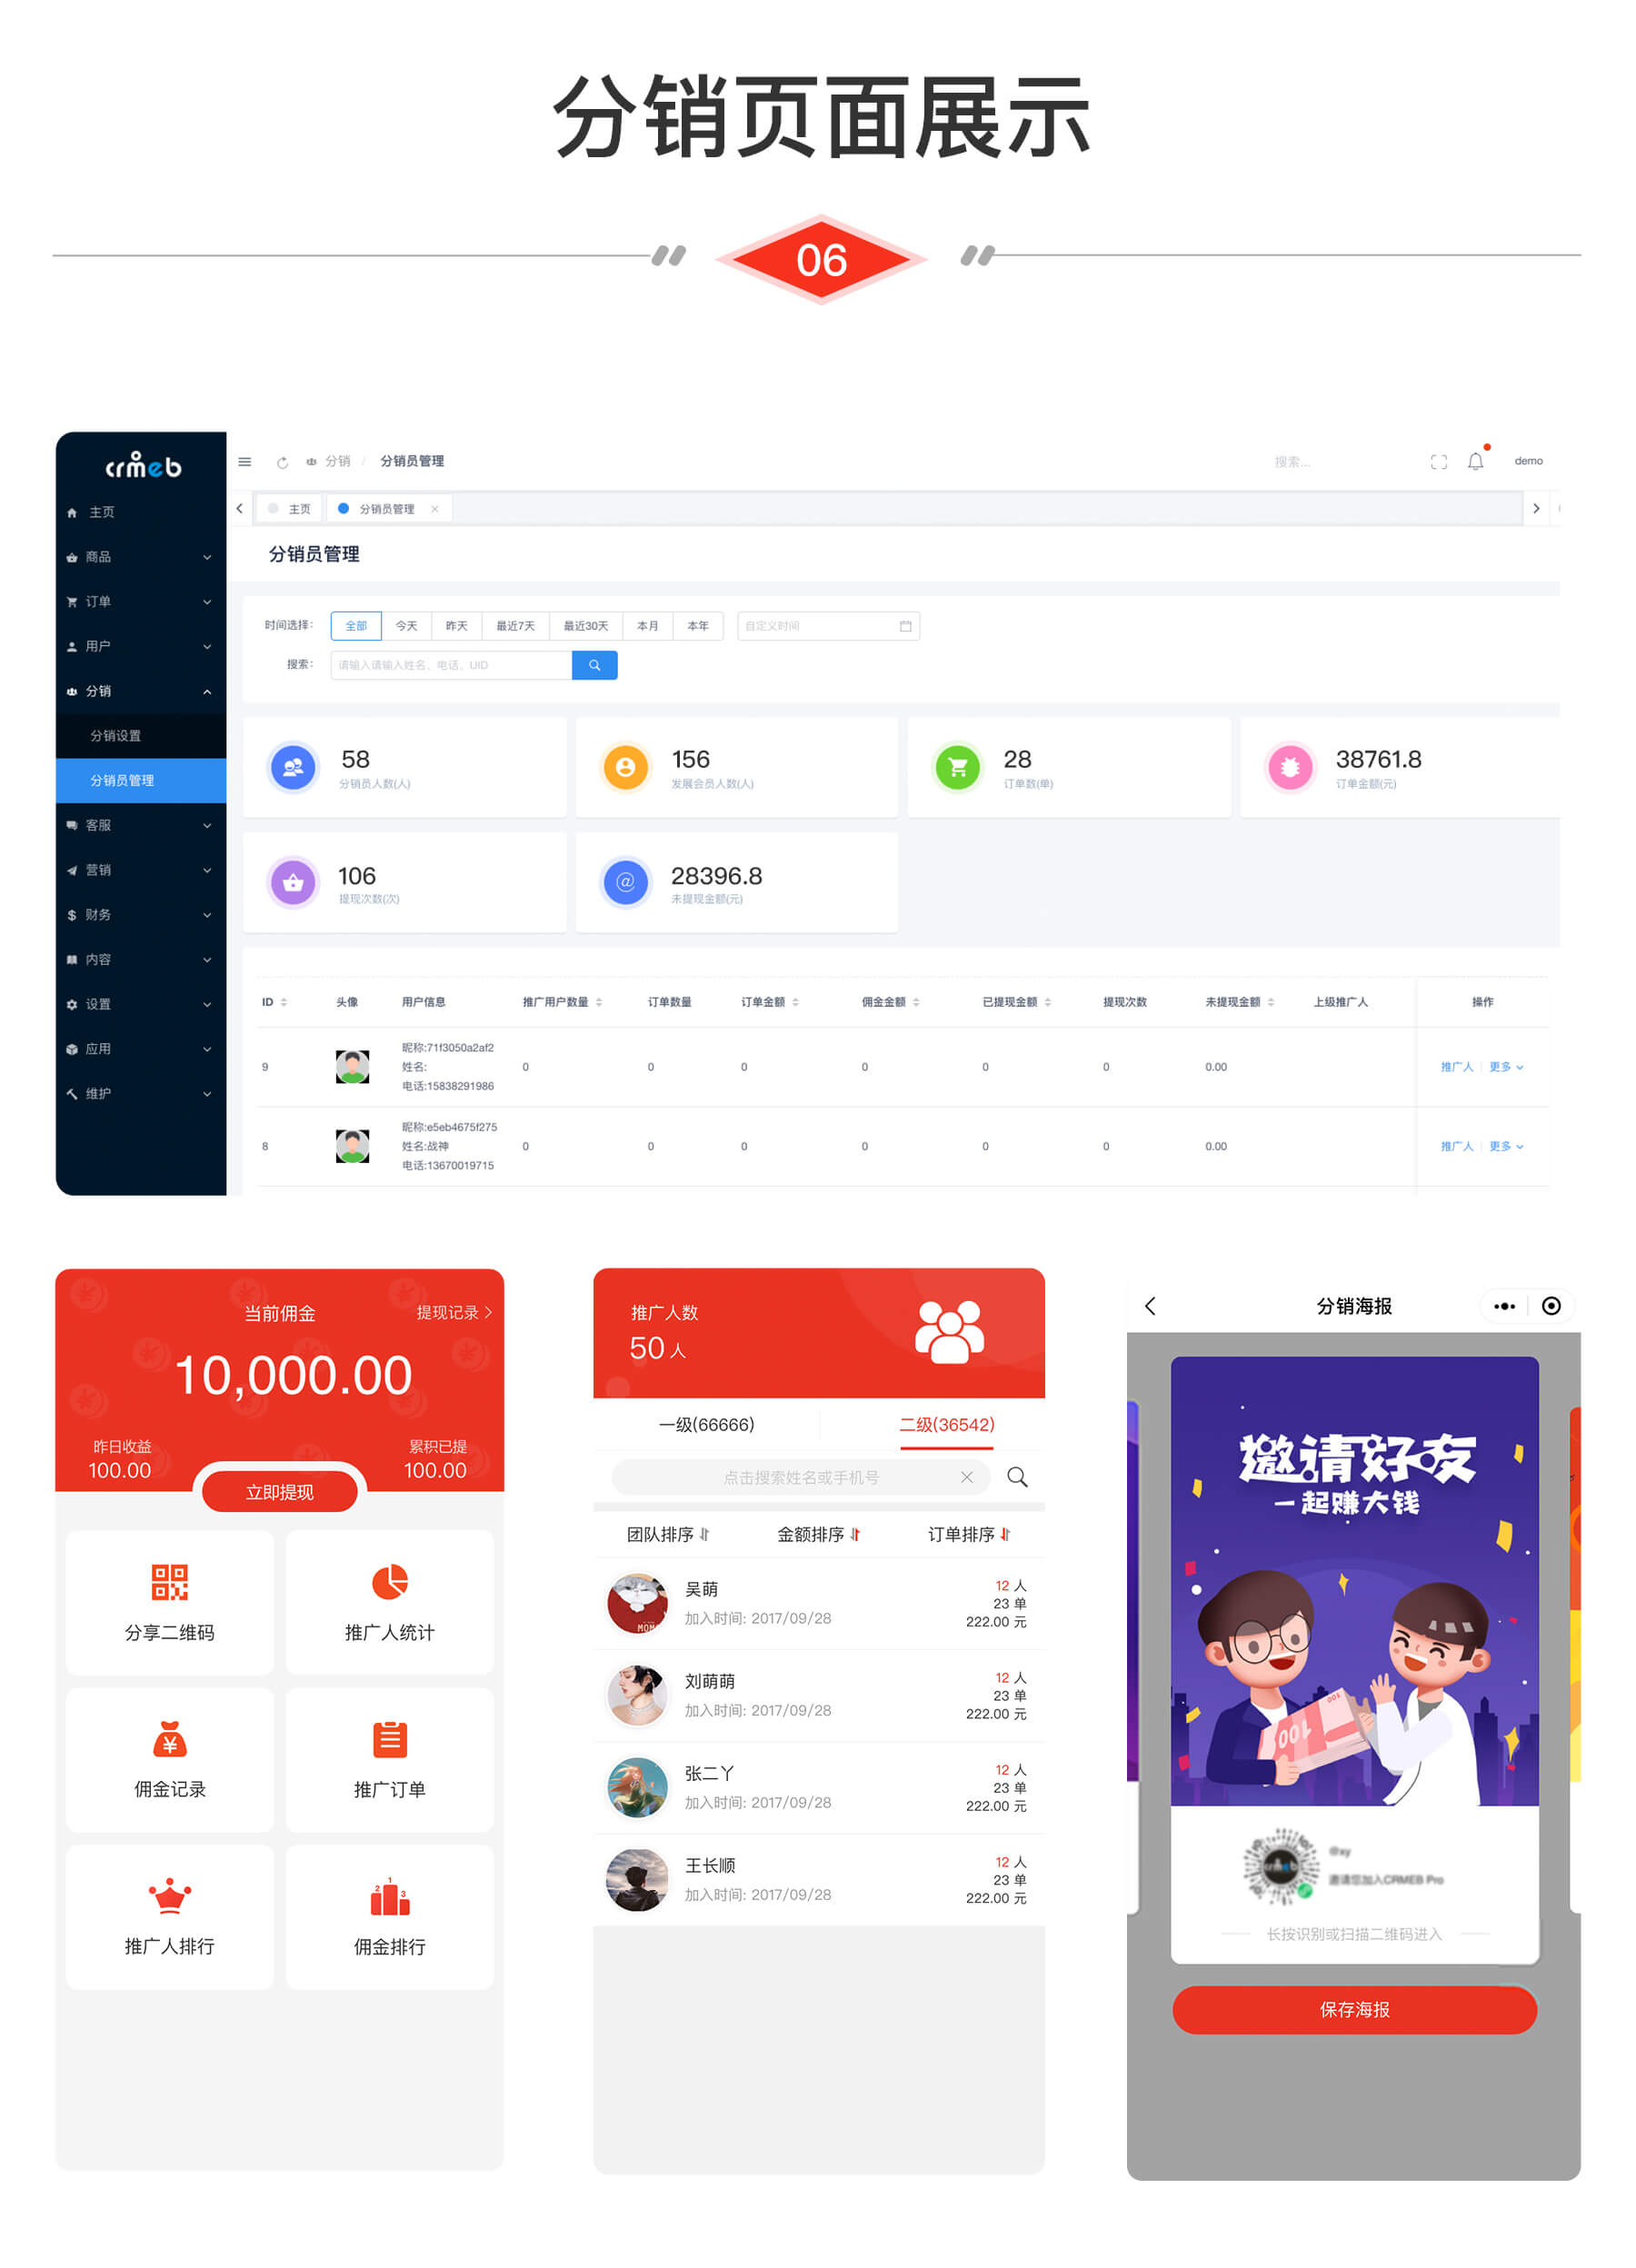 分销页面展示
06
crmeb
分销 / 分销员管理
搜索...
demo
主页
分销员管理
分销员管理
主页
商品
订单
用户
分销
分销设置
分销员管理
客服
营销
财务
内容
设置
应用
维护
时间选择: 全部 今天 昨天 最近7天 最近30天 本月 本年 自定义时间
搜索: 请输入请输入姓名、电话、UID
58
分销员人数(人)
156
发展会员人数(人)
28
订单数(单)
38761.8
订单金额(元)
106
提现次数(次)
28396.8
未提现金额(元)
ID 头像 用户信息 推广用户数量 订单数量 订单金额 佣金金额 已提现金额 提现次数 未提现金额 上级推广人 操作
昵称:71f3050a2af2
9 姓名: 0 0 0 0 0 0 0.00 推广人 更多
电话:15838291986
昵称:e5eb4675f275
8 姓名:战神 0 0 0 0 0 0 0.00 推广人 更多
电话:13670019715
当前佣金
提现记录
10,000.00
昨日收益
100.00
累积已提
100.00
立即提现
分享二维码
推广人统计
佣金记录
推广订单
推广人排行
1
2
3
佣金排行
推广人数
50人
一级(66666)
二级(36542)
点击搜索姓名或手机号
团队排序 金额排序 订单排序
吴萌
加入时间: 2017/09/28
12 人
23 单
222.00 元
刘萌萌
加入时间: 2017/09/28
12 人
23 单
222.00 元
张二丫
加入时间: 2017/09/28
12 人
23 单
222.00 元
王长顺
加入时间: 2017/09/28
12 人
23 单
222.00 元
分销海报
邀请好友
一起赚大钱
100
100
crmeb
邀请您加入CRMEB Pro
长按识别或扫描二维码进入
保存海报